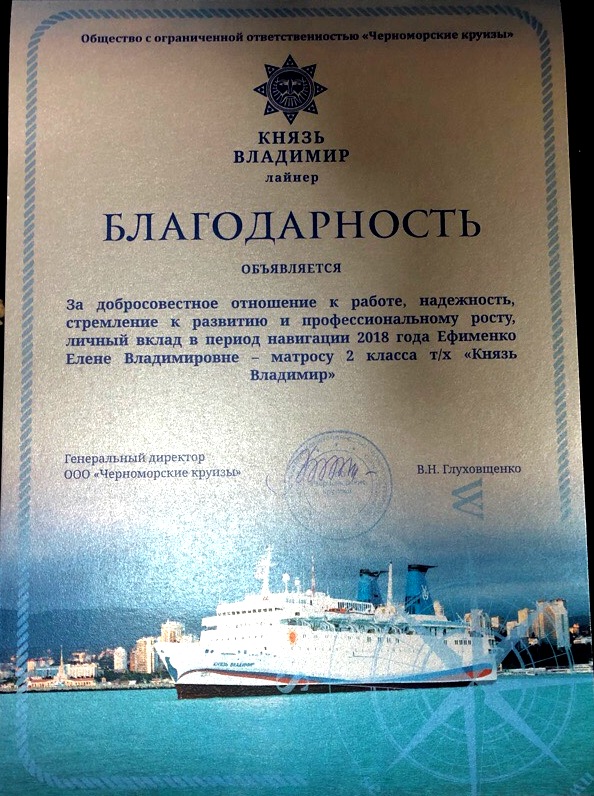 Общество с ограниченной ответственностью «Черноморские круизы»
КНЯЗЬ
ВЛАДИМИР
лайнер
БЛАГОДАРНОСТЬ
ОБЪЯВЛЯЕТСЯ
За добросовестное отношение к работе, надежность,
стремление к развитию и профессиональному росту,
личный вклад в период навигации 2018 года Ефименко
Елене Владимировне – матросу 2 класса т/х «Князь
Владимир»
Генеральный директор
ООО «Черноморские круизы»
В.Н. Глуховщенко
W
КНЯЗЬ ВЛАДИМИР
S